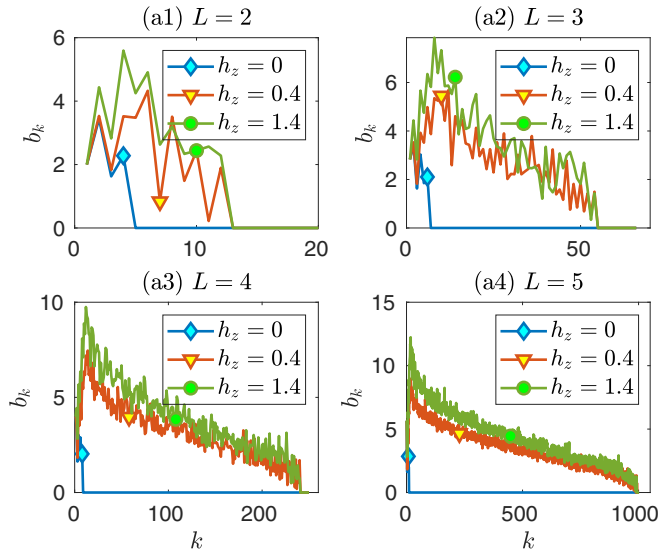 (a1) L = 2
6
4
2
0
b_k
0
10
20
h_z = 0
h_z = 0.4
h_z = 1.4
(a2) L = 3
8
6
4
2
0
b_k
0
50
h_z = 0
h_z = 0.4
h_z = 1.4
(a3) L = 4
10
5
0
b_k
0
100
200
k
h_z = 0
h_z = 0.4
h_z = 1.4
(a4) L = 5
15
10
5
0
b_k
0
500
1000
k
h_z = 0
h_z = 0.4
h_z = 1.4